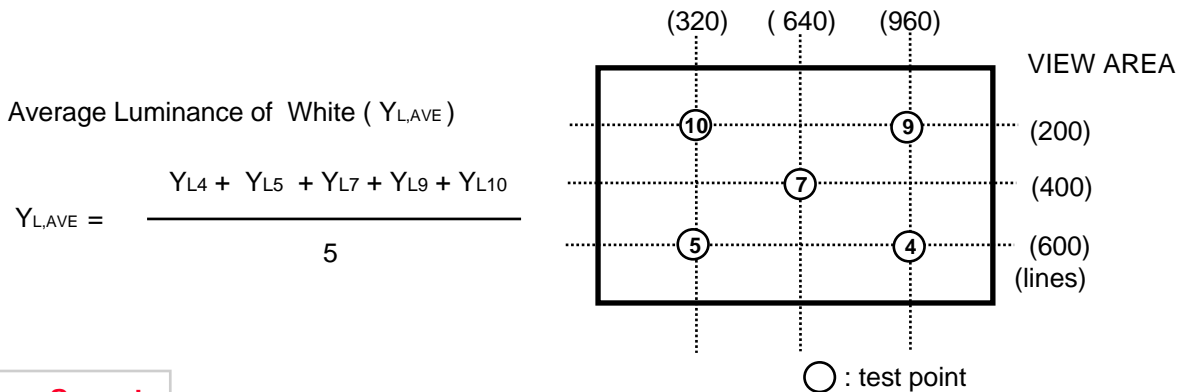 (320) ( 640) (960)
VIEW AREA
Average Luminance of White ( YL,AVE )
10 9 (200)
YL4 + YL5 + YL7 + YL9 + YL10
YL,AVE =
5
7 (400)
5 4 (600)
(lines)
: test point